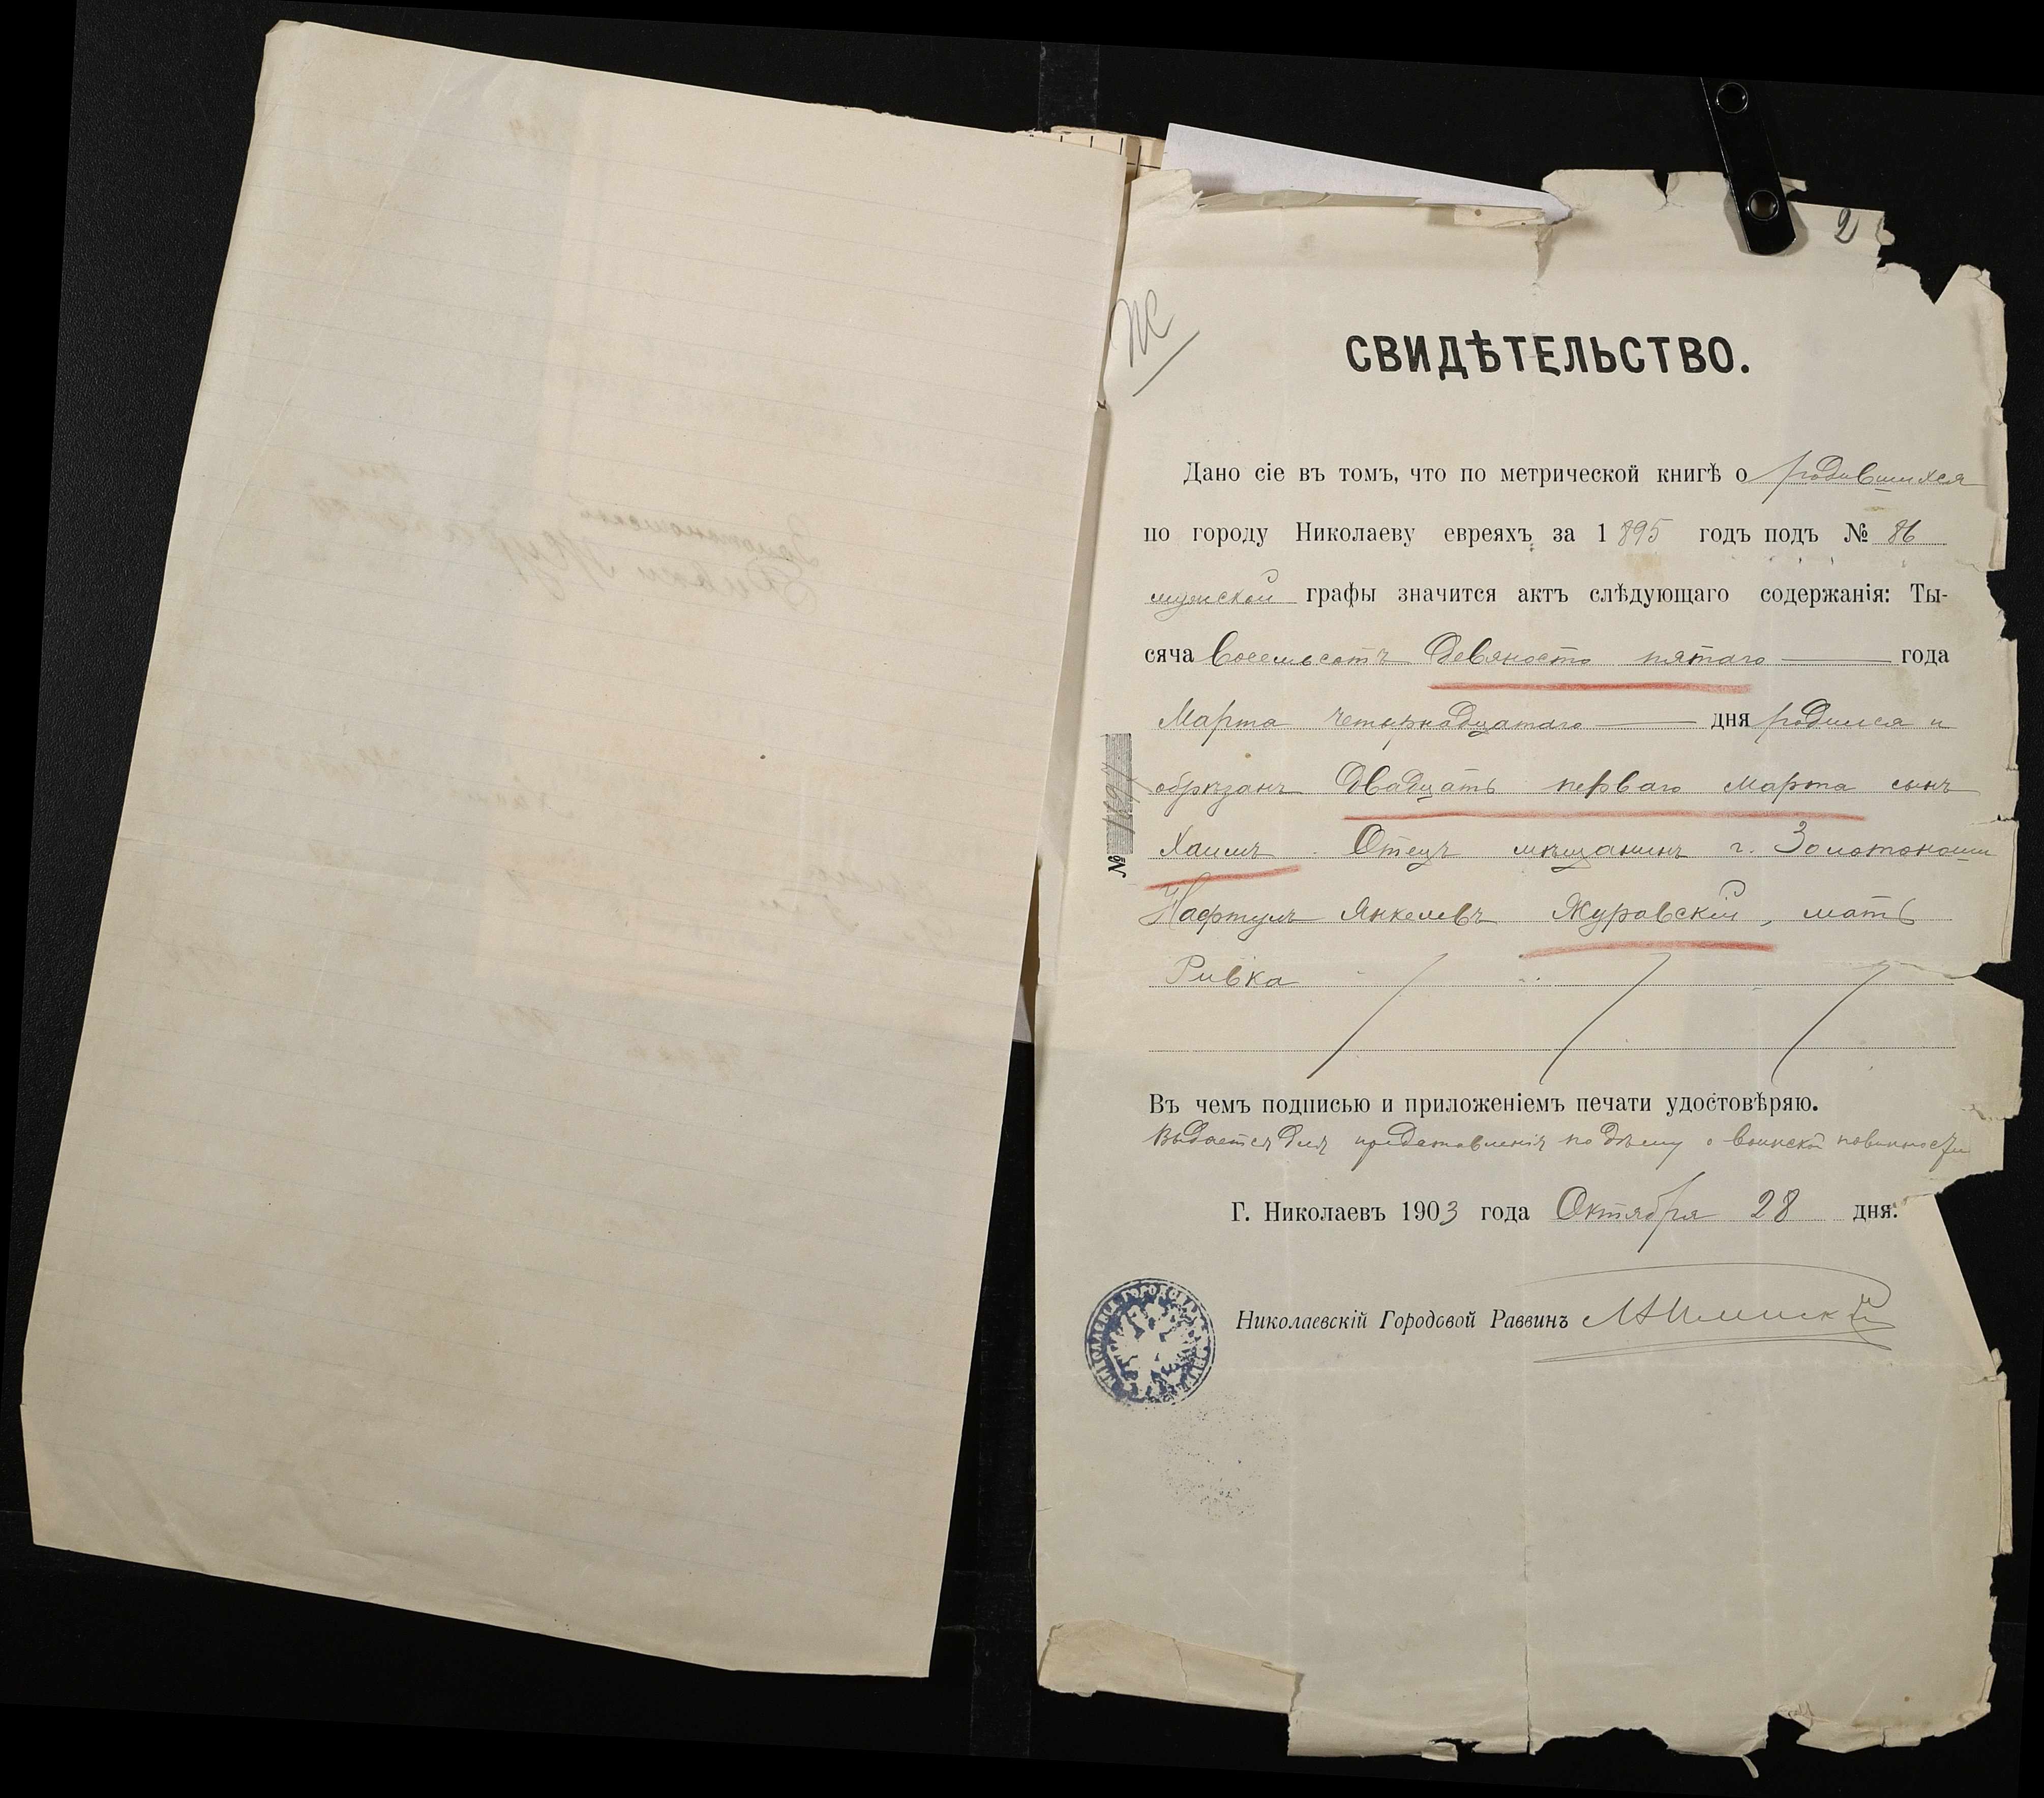 2
Ж
СВИДѢТЕЛЬСТВО.
Дано сіе въ томъ, что по метрической книгѣ о родившихся
по городу Николаеву евреяхъ за 1895 годъ подъ № 86
мужской графы значится актъ слѣдующаго содержанія: Ты-
сяча восемьсотъ девяносто пятаго года
Марта четырнадцатаго дня родился и
обрѣзанъ двадцать перваго Марта сынъ
Хаимъ. Отецъ мѣщанинъ г. Золотоноши
Нафтулъ Янкелевъ Журавскій, мать
Ривка
Въ чемъ подписью и приложеніемъ печати удостовѣряю.
Выдается для представленія по дѣлу о воинской повинности
Г. Николаевъ 1903 года Октября 28 дня.
Николаевскій Городовой Раввинъ
№